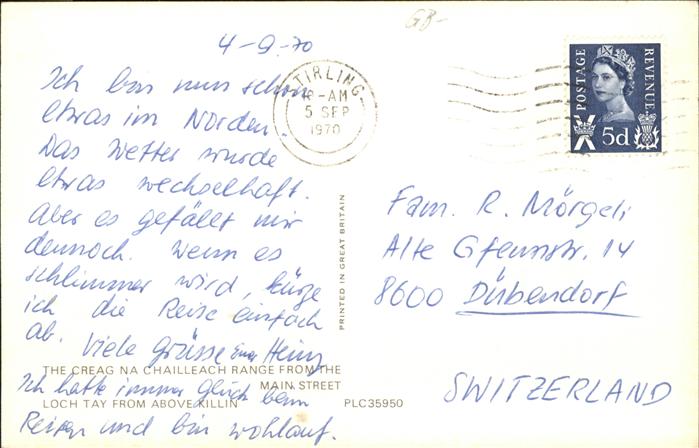 4-9-70
Ich bin nun schon
etwas im Norden.
Das Wetter wurde
etwas wechselhaft.
Aber es gefällt mir
dennoch. Wenn es
schlimmer wird, kürze
ich die Reise einfach
ab. Viele Grüsse Euer Heinz
Ich hatte immer Glück beim
Reisen und bin wohlauf.
THE CREAG NA CHAILLEACH RANGE FROM THE
MAIN STREET
LOCH TAY FROM ABOVE KILLIN
PLC35950
PRINTED IN GREAT BRITAIN
GB-
STIRLING
-AM
5 SEP
1970
POSTAGE
REVENUE
5d
Fam. R. Mörgeli
Alte Gfennstr. 14
8600 Dübendorf
SWITZERLAND